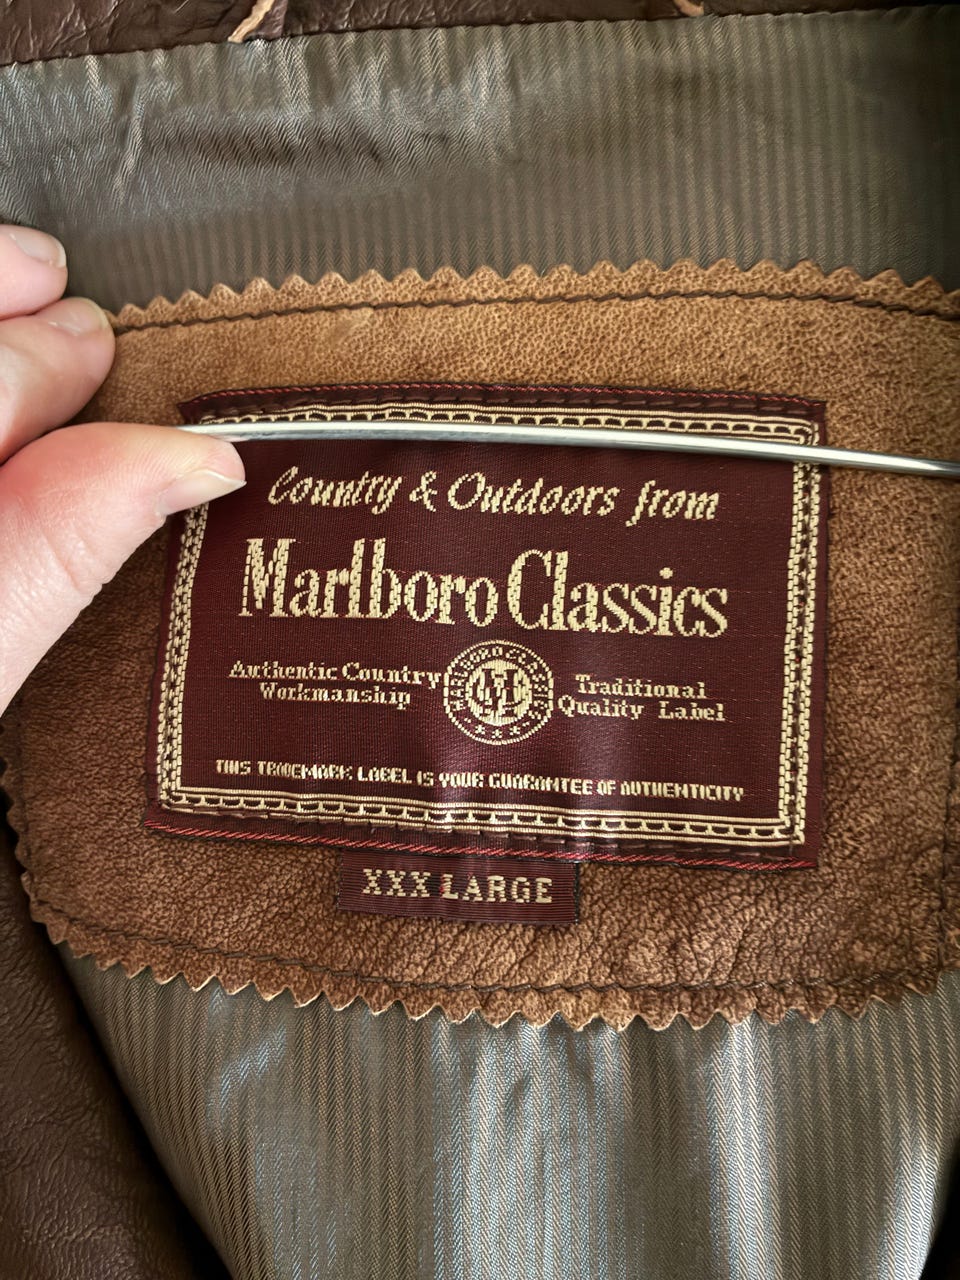 Country & Outdoors from
Marlboro Classics
Authentic Country
Workmanship
Traditional
Quality Label
THIS TRADEMARK LABEL IS YOUR GUARANTEE OF AUTHENTICITY
XXX LARGE